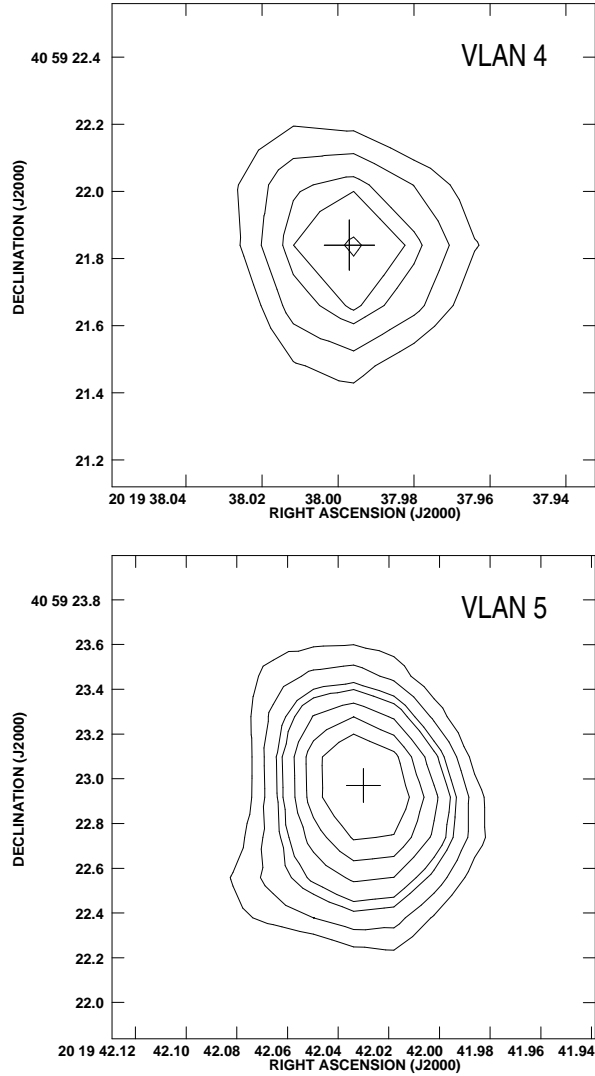 VLAN 4
40 59 22.4
22.2
22.0
21.8
21.6
21.4
21.2
DECLINATION (J2000)
20 19 38.04 38.02 38.00 37.98 37.96 37.94
RIGHT ASCENSION (J2000)
VLAN 5
40 59 23.8
23.6
23.4
23.2
23.0
22.8
22.6
22.4
22.2
22.0
DECLINATION (J2000)
20 19 42.12 42.10 42.08 42.06 42.04 42.02 42.00 41.98 41.96 41.94
RIGHT ASCENSION (J2000)